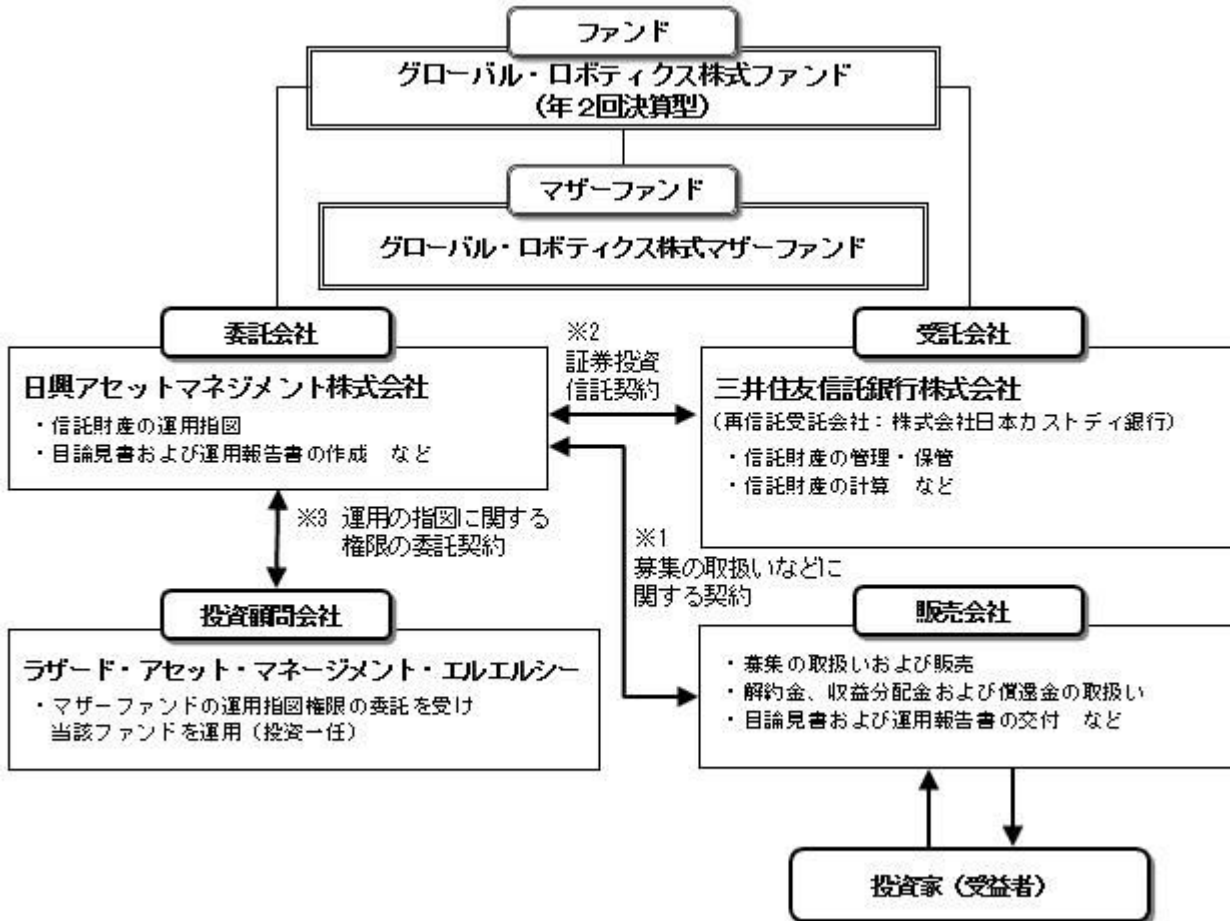 ファンド
グローバル・ロボティクス株式ファンド
(年2回決算型)
マザーファンド
グローバル・ロボティクス株式マザーファンド
委託会社
日興アセットマネジメント株式会社
・信託財産の運用指図
・目論見書および運用報告書の作成　など
※2
証券投資
信託契約
受託会社
三井住友信託銀行株式会社
(再信託受託会社：株式会社日本カストディ銀行)
・信託財産の管理・保管
・信託財産の計算　など
※3 運用の指図に関する
権限の委託契約
※1
募集の取扱いなどに
関する契約
投資顧問会社
ラザード・アセット・マネージメント・エルエルシー
・マザーファンドの運用指図権限の委託を受け
当該ファンドを運用（投資一任）
販売会社
・募集の取扱いおよび販売
・解約金、収益分配金および償還金の取扱い
・目論見書および運用報告書の交付　など
投資家（受益者）